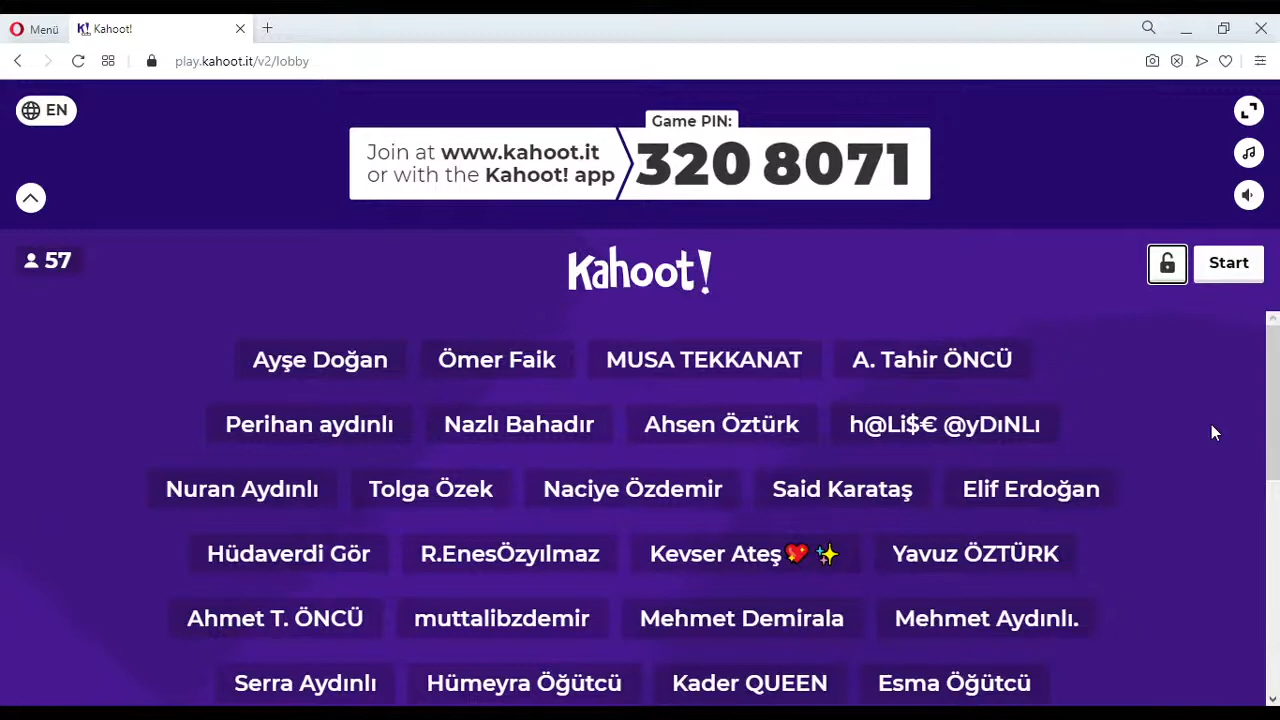 Menü
Kahoot!
play.kahoot.it/v2/lobby
EN
Game PIN:
Join at www.kahoot.it
or with the Kahoot! app
320 8071
57
Kahoot!
Start
Ayşe Doğan Ömer Faik MUSA TEKKANAT A. Tahir ÖNCÜ
Perihan aydınlı Nazlı Bahadır Ahsen Öztürk h@Li$€ @yDıNLı
Nuran Aydınlı Tolga Özek Naciye Özdemir Said Karataş Elif Erdoğan
Hüdaverdi Gör R.EnesÖzyılmaz Kevser Ateş💖✨ Yavuz ÖZTÜRK
Ahmet T. ÖNCÜ muttalibzdemir Mehmet Demirala Mehmet Aydınlı.
Serra Aydınlı Hümeyra Öğütcü Kader QUEEN Esma Öğütcü